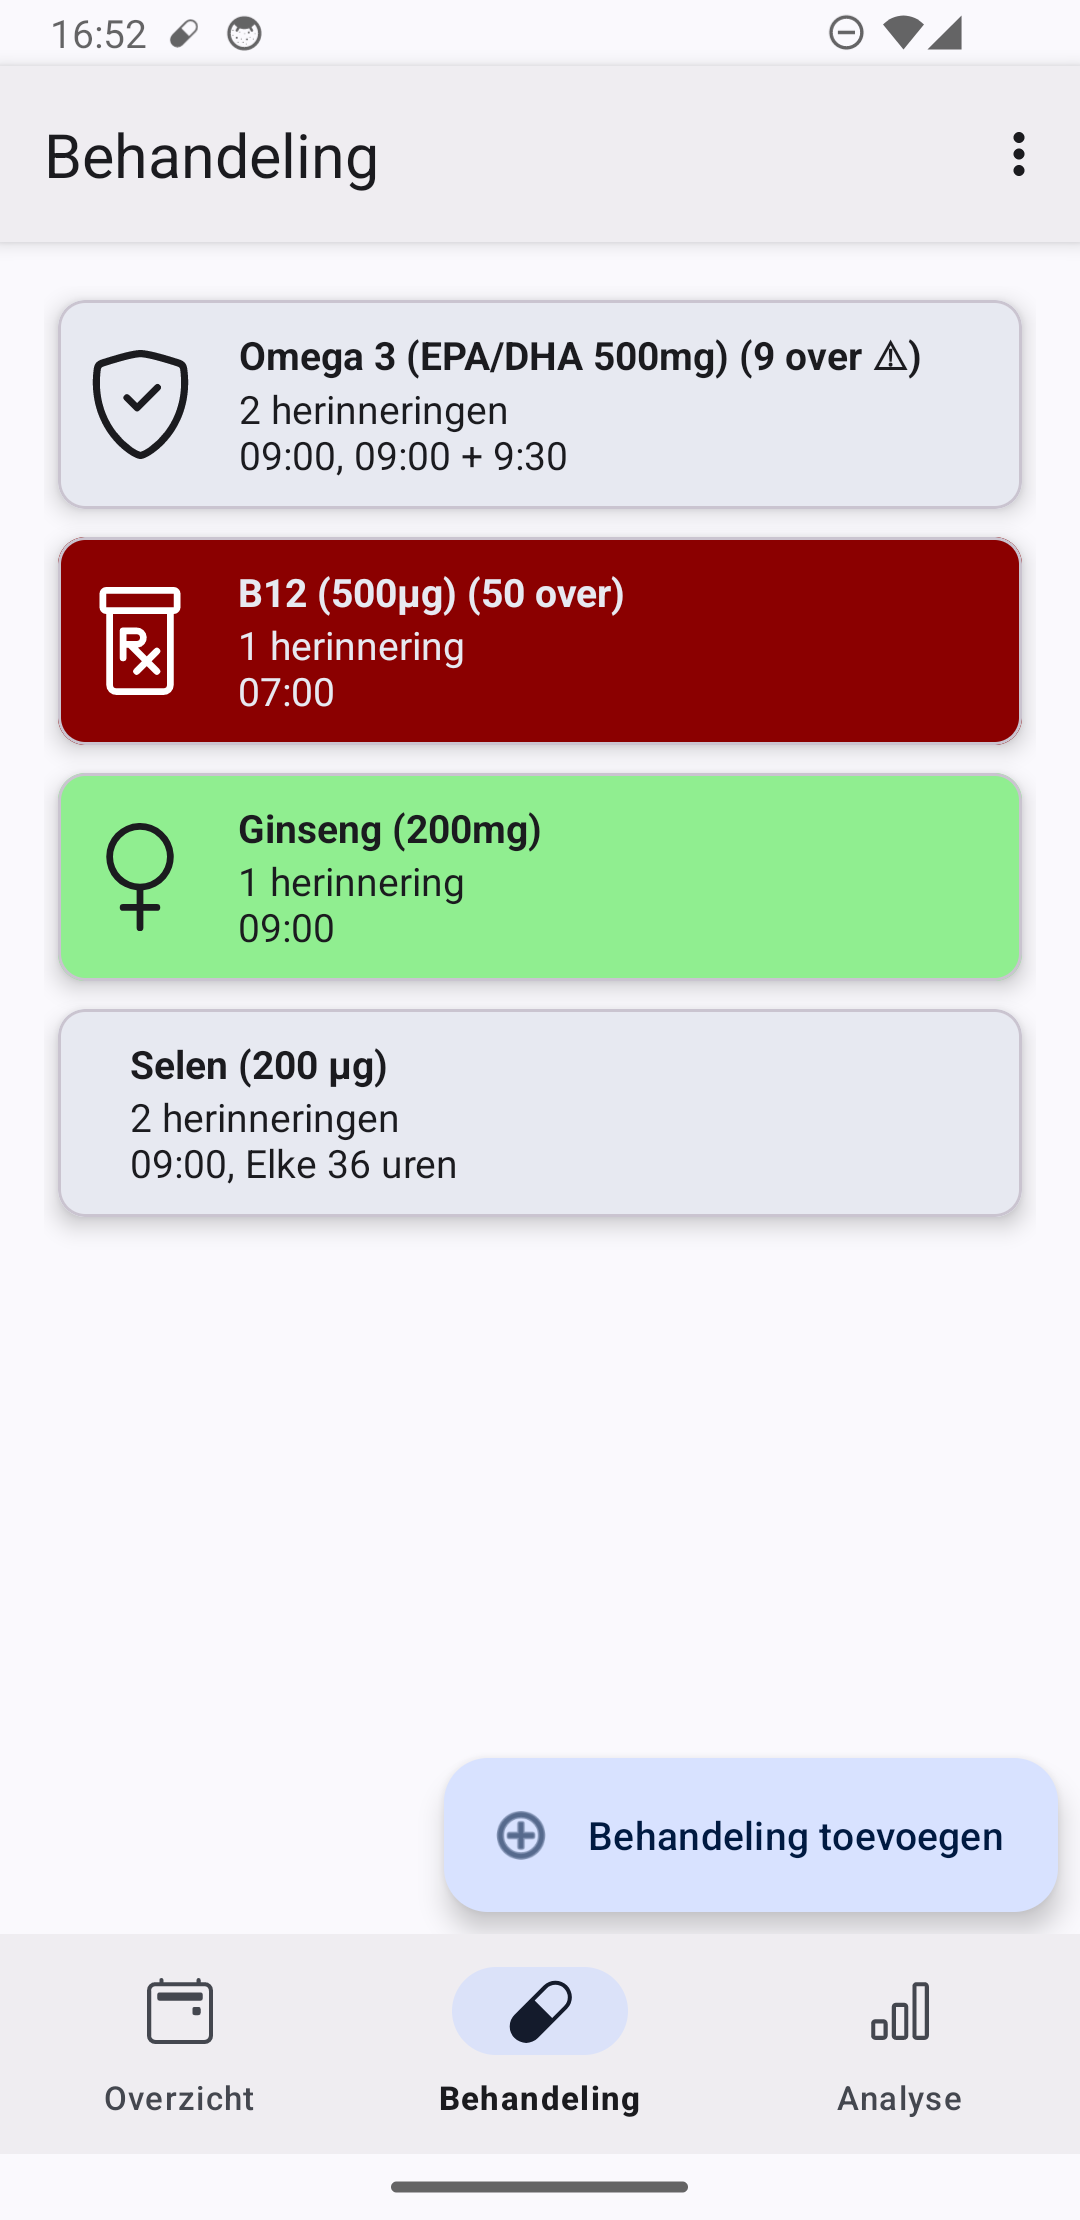 16:52
Behandeling
Omega 3 (EPA/DHA 500mg) (9 over ⚠)
2 herinneringen
09:00, 09:00 + 9:30
B12 (500µg) (50 over)
1 herinnering
07:00
Ginseng (200mg)
1 herinnering
09:00
Selen (200 µg)
2 herinneringen
09:00, Elke 36 uren
Behandeling toevoegen
Overzicht
Behandeling
Analyse